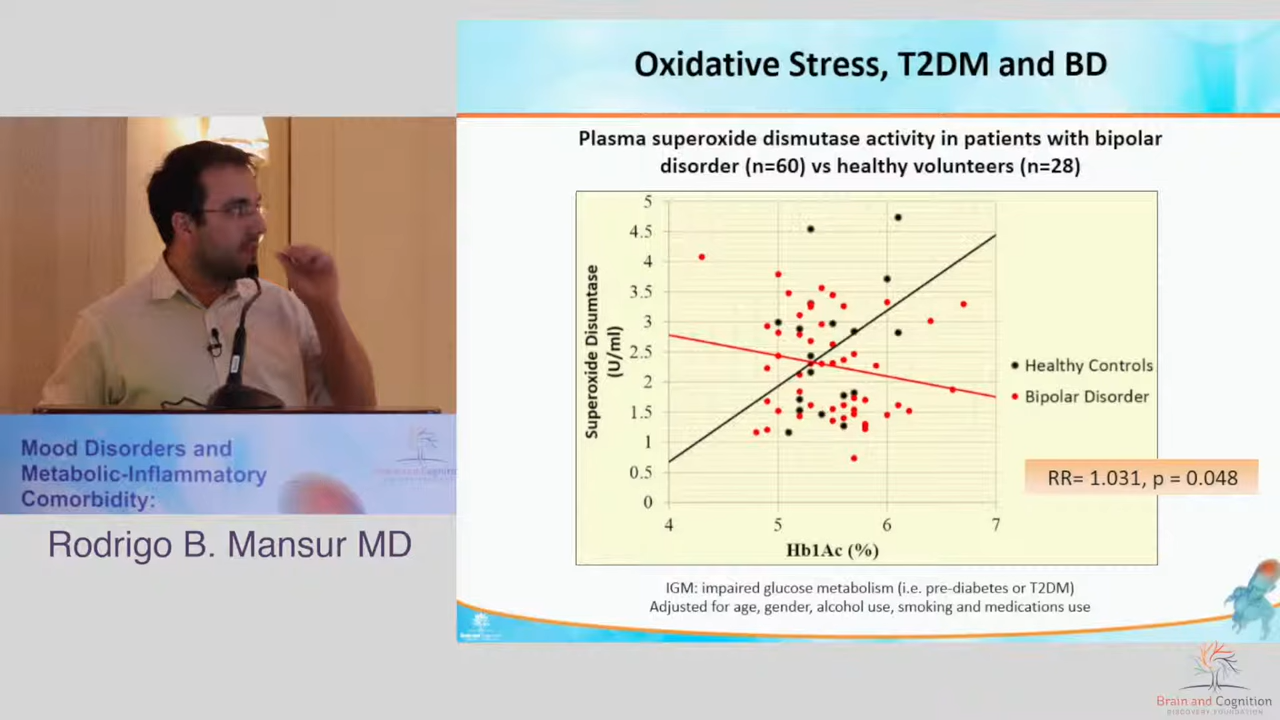 Oxidative Stress, T2DM and BD
Plasma superoxide dismutase activity in patients with bipolar
disorder (n=60) vs healthy volunteers (n=28)
Superoxide Disumtase
(U/ml)
5
4.5
4
3.5
3
2.5
2
1.5
1
0.5
0
4 5 6 7
Hb1Ac (%)
Healthy Controls
Bipolar Disorder
RR= 1.031, p = 0.048
IGM: impaired glucose metabolism (i.e. pre-diabetes or T2DM)
Adjusted for age, gender, alcohol use, smoking and medications use
Mood Disorders and
Metabolic-Inflammatory
Comorbidity:
Rodrigo B. Mansur MD
Brain and Cognition
DISCOVERY FOUNDATION